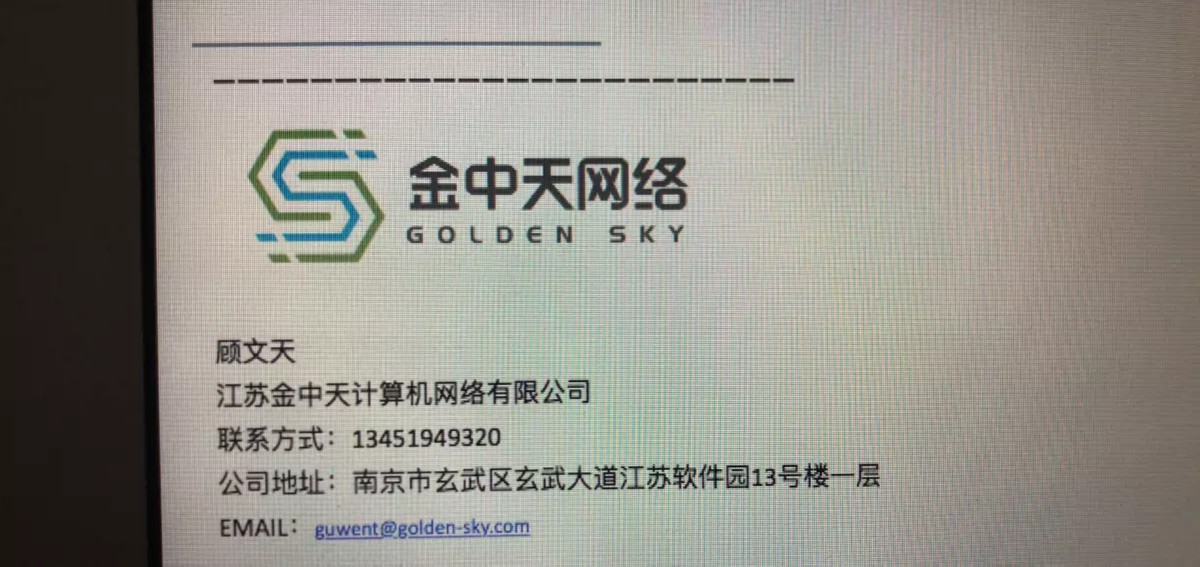 金中天网络
GOLDEN SKY
顾文天
江苏金中天计算机网络有限公司
联系方式：13451949320
公司地址：南京市玄武区玄武大道江苏软件园13号楼一层
EMAIL：guwent@golden-sky.com